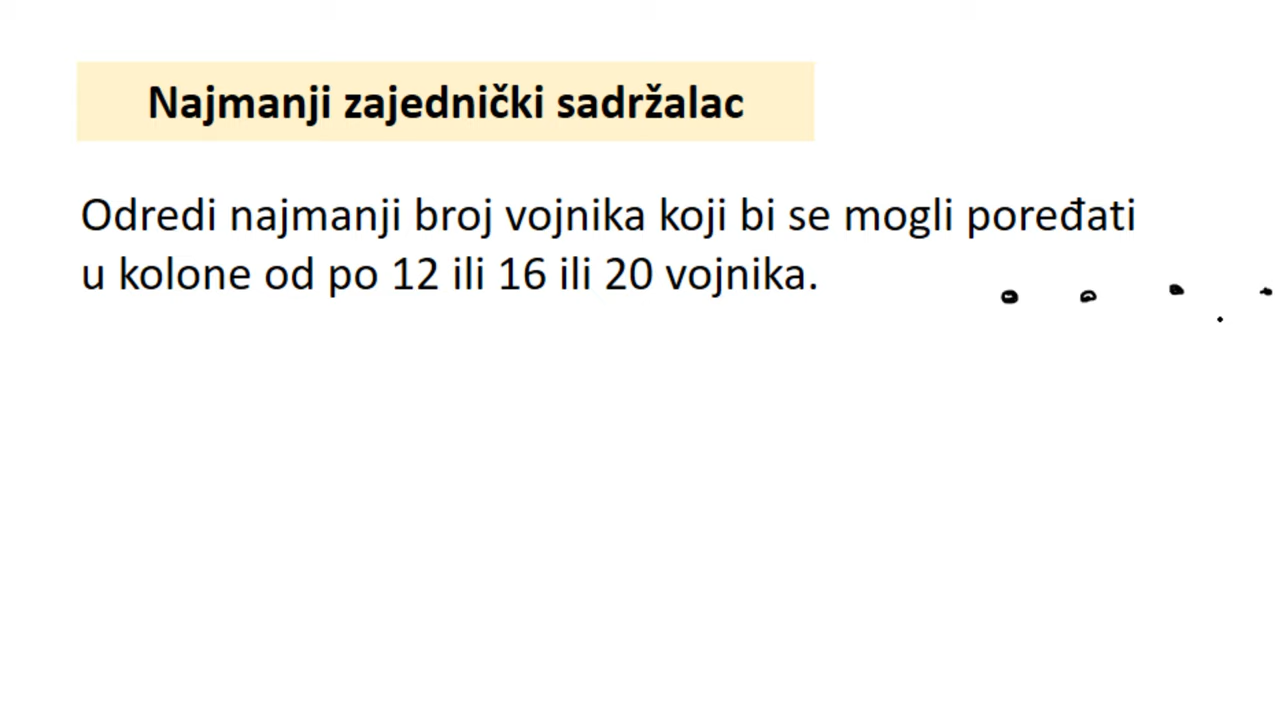 Najmanji zajednički sadržalac
Odredi najmanji broj vojnika koji bi se mogli poređati
u kolone od po 12 ili 16 ili 20 vojnika.